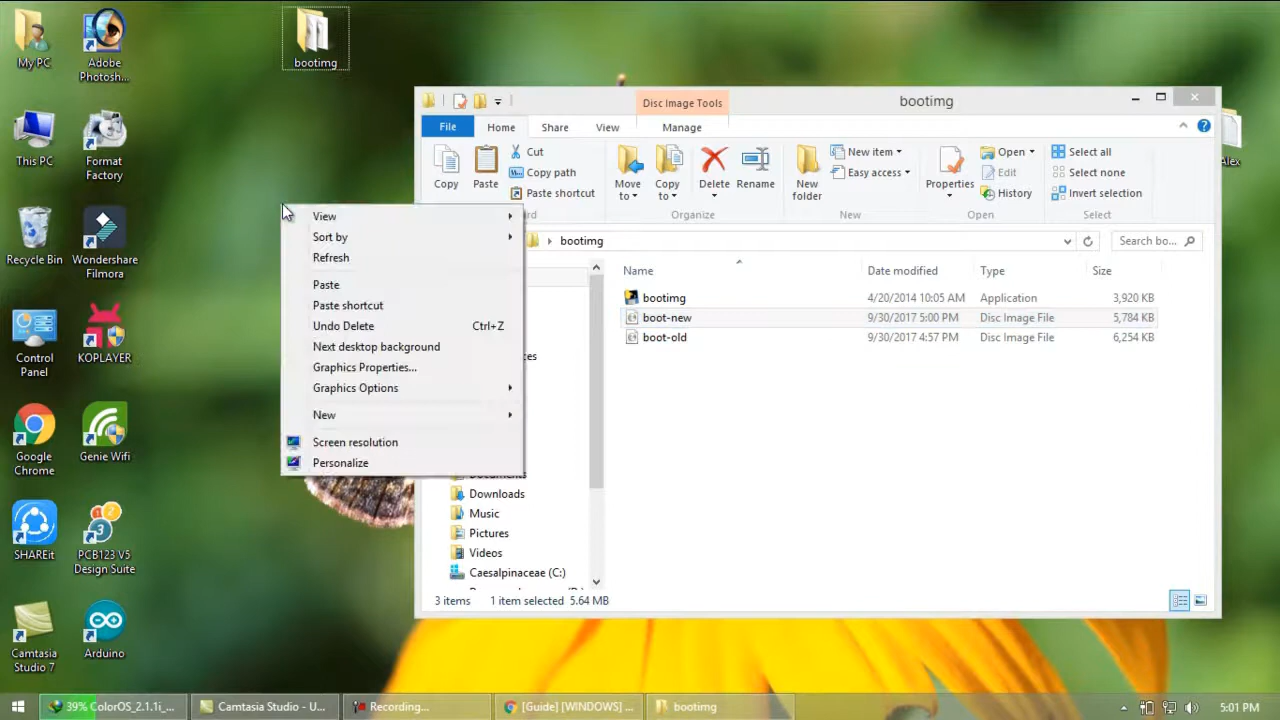 My PC
Adobe
Photosh...
bootimg
This PC
Format
Factory
Recycle Bin
Wondershare
Filmora
Control
Panel
KOPLAYER
Google
Chrome
Genie Wifi
SHAREit
PCB123 V5
Design Suite
Camtasia
Studio 7
Arduino
Alex
Disc Image Tools
bootimg
File
Home
Share
View
Manage
Copy
Paste
Cut
Copy path
Paste shortcut
Move
to
Copy
to
Delete
Rename
Organize
New
folder
New item
Easy access
New
Properties
Open
Edit
History
Open
Select all
Select none
Invert selection
Select
bootimg
Search bo...
Name
Date modified
Type
Size
bootimg
4/20/2014 10:05 AM
Application
3,920 KB
boot-new
9/30/2017 5:00 PM
Disc Image File
5,784 KB
boot-old
9/30/2017 4:57 PM
Disc Image File
6,254 KB
View
Sort by
Refresh
Paste
Paste shortcut
Undo Delete
Ctrl+Z
Next desktop background
Graphics Properties...
Graphics Options
New
Screen resolution
Personalize
Downloads
Music
Pictures
Videos
Caesalpinaceae (C:)
3 items
1 item selected 5.64 MB
39% ColorOS_2.1.1i_...
Camtasia Studio - U...
Recording...
[Guide] [WINDOWS] ...
bootimg
5:01 PM